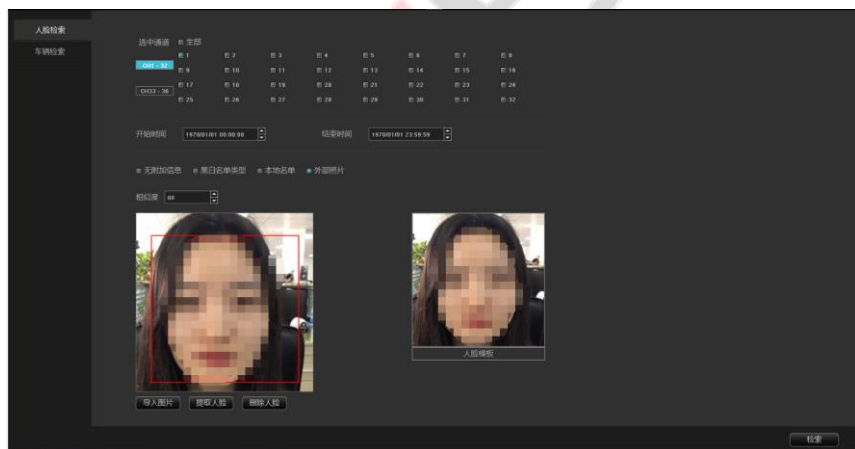 人脸检索
车辆检索
选中通道 全部
CH1 - 32
1 2 3 4 5 6 7 8
9 10 11 12 13 14 15 16
CH33 - 36
17 18 19 20 21 22 23 24
25 26 27 28 29 30 31 32
开始时间 1970/01/01 00:00:00 结束时间 1970/01/01 23:59:59
无附加信息 黑白名单类型 本地名单 外部照片
相似度 80
人脸模板
导入图片 提取人脸 删除人脸
检索